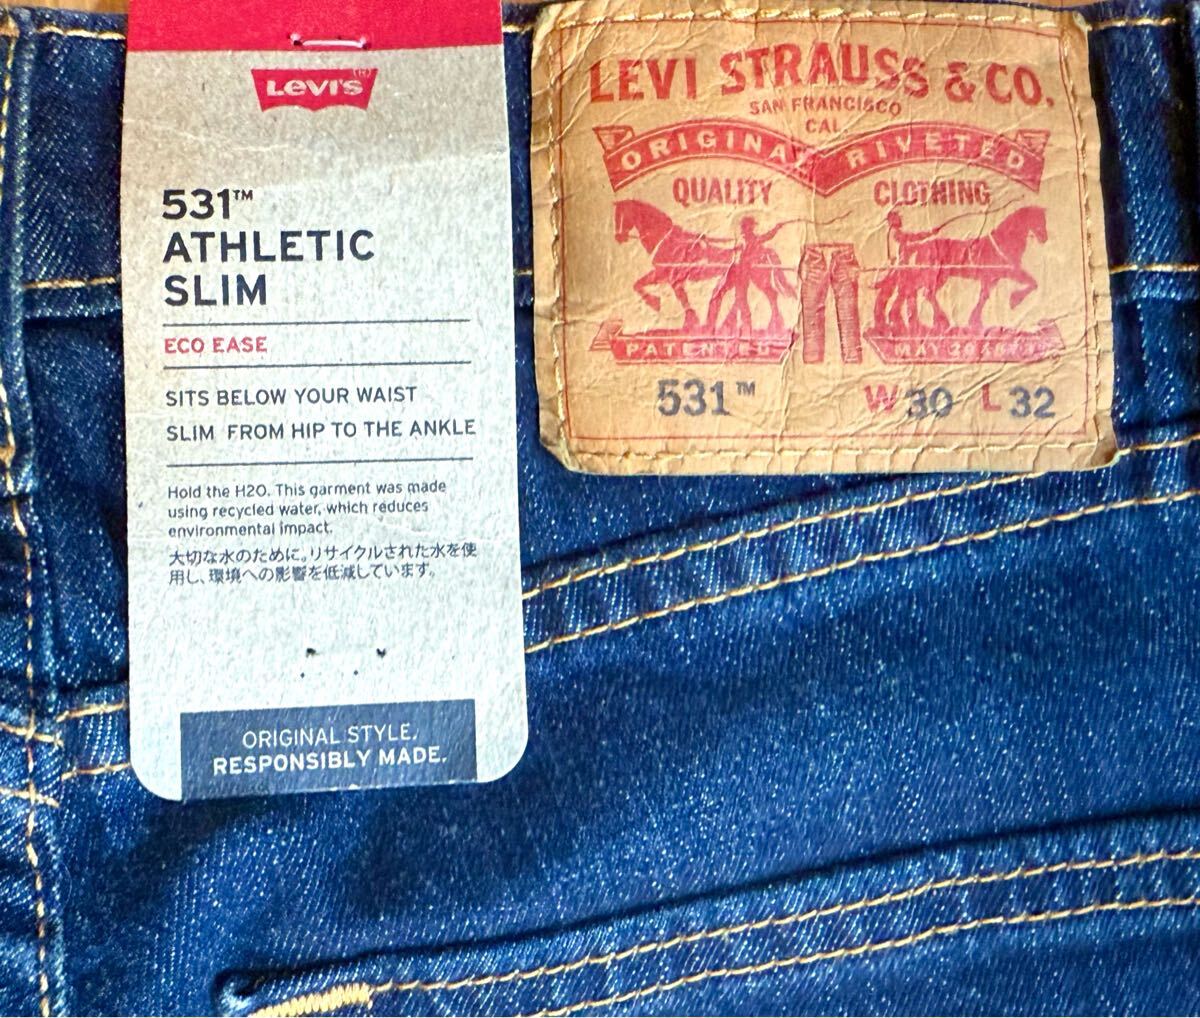 LEVI'S®
531™
ATHLETIC
SLIM
ECO EASE
SITS BELOW YOUR WAIST
SLIM FROM HIP TO THE ANKLE
Hold the H2O. This garment was made
using recycled water, which reduces
environmental impact.
大切な水のために。リサイクルされた水を使
用し、環境への影響を低減しています。
ORIGINAL STYLE.
RESPONSIBLY MADE.
LEVI STRAUSS & CO.
SAN FRANCISCO
CAL
ORIGINAL RIVETED
QUALITY CLOTHING
PATENTED MAY 20 1873
531™ W30 L32